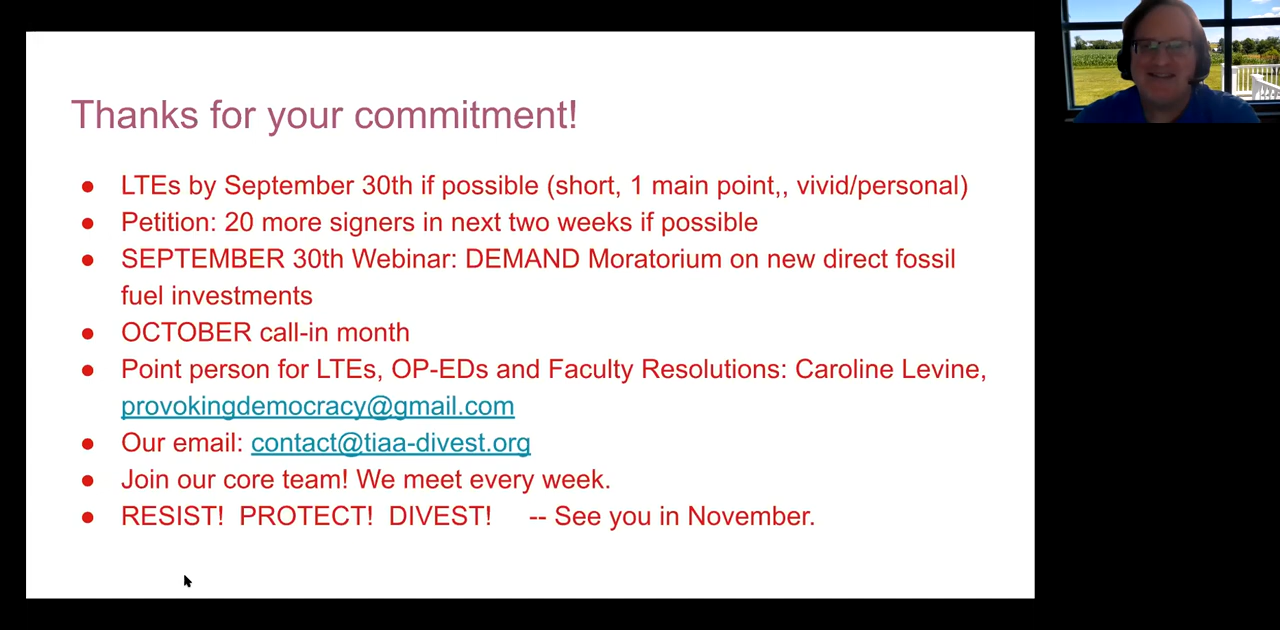 Thanks for your commitment!
● LTEs by September 30th if possible (short, 1 main point,, vivid/personal)
● Petition: 20 more signers in next two weeks if possible
● SEPTEMBER 30th Webinar: DEMAND Moratorium on new direct fossil
fuel investments
● OCTOBER call-in month
● Point person for LTEs, OP-EDs and Faculty Resolutions: Caroline Levine,
provokingdemocracy@gmail.com
● Our email: contact@tiaa-divest.org
● Join our core team! We meet every week.
● RESIST! PROTECT! DIVEST! -- See you in November.